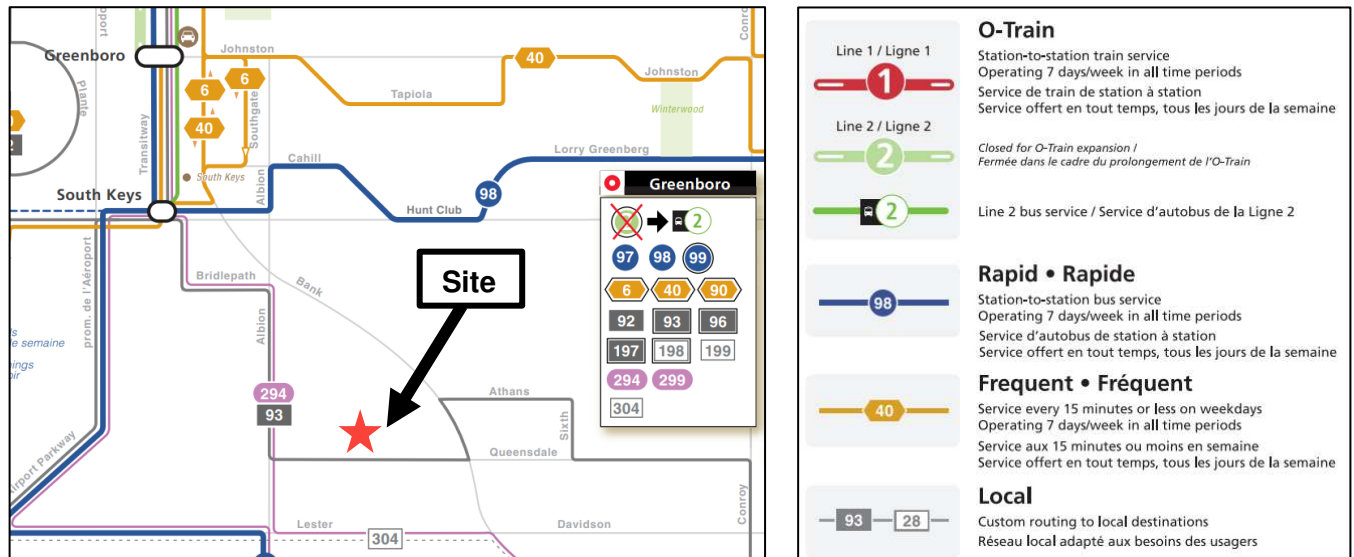 Greenboro
Johnston
Conroy
Plante
6
6
40
Johnston
Tapiola
Winterwood
40
Transitway
Southgate
Cahill
Lorry Greenberg
South Keys
South Keys
Albion
98
Hunt Club
Greenboro
2
97 98 99
6 40 90
92 93 96
197 198 199
294 299
304
Site
Bridlepath
Bank
prom. de l'Aéroport
Albion
de semaine
294
93
Athans
Sixth
Queensdale
Airport Parkway
Lester
304
Davidson
Conroy
O-Train
Line 1 / Ligne 1
1
Station-to-station train service
Operating 7 days/week in all time periods
Service de train de station à station
Service offert en tout temps, tous les jours de la semaine
Line 2 / Ligne 2
2
Closed for O-Train expansion /
Fermée dans le cadre du prolongement de l'O-Train
2
Line 2 bus service / Service d'autobus de la Ligne 2
Rapid • Rapide
98
Station-to-station bus service
Operating 7 days/week in all time periods
Service d'autobus de station à station
Service offert en tout temps, tous les jours de la semaine
Frequent • Fréquent
40
Service every 15 minutes or less on weekdays
Operating 7 days/week in all time periods
Service aux 15 minutes ou moins en semaine
Service offert en tout temps, tous les jours de la semaine
Local
93 28
Custom routing to local destinations
Réseau local adapté aux besoins des usagers